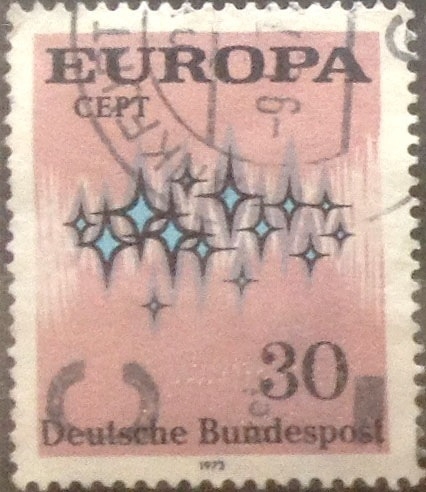 EUROPA
CEPT
30
Deutsche Bundespost
1972